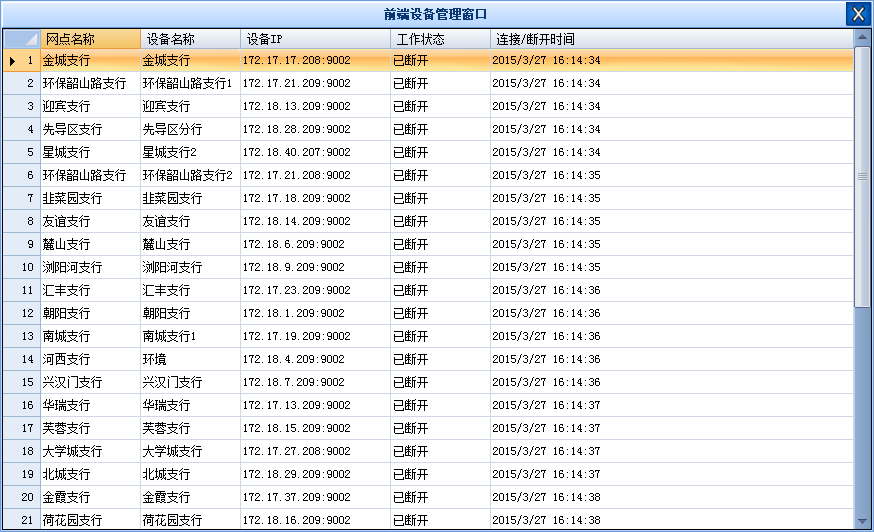 前端设备管理窗口
网点名称 设备名称 设备IP 工作状态 连接/断开时间
1 金城支行 金城支行 172.17.17.208:9002 已断开 2015/3/27 16:14:34
2 环保韶山路支行 环保韶山路支行1 172.17.21.209:9002 已断开 2015/3/27 16:14:34
3 迎宾支行 迎宾支行 172.18.13.209:9002 已断开 2015/3/27 16:14:34
4 先导区支行 先导区分行 172.18.28.209:9002 已断开 2015/3/27 16:14:34
5 星城支行 星城支行2 172.18.40.207:9002 已断开 2015/3/27 16:14:34
6 环保韶山路支行 环保韶山路支行2 172.17.21.208:9002 已断开 2015/3/27 16:14:35
7 韭菜园支行 韭菜园支行 172.17.18.209:9002 已断开 2015/3/27 16:14:35
8 友谊支行 友谊支行 172.18.14.209:9002 已断开 2015/3/27 16:14:35
9 麓山支行 麓山支行 172.18.6.209:9002 已断开 2015/3/27 16:14:35
10 浏阳河支行 浏阳河支行 172.18.9.209:9002 已断开 2015/3/27 16:14:35
11 汇丰支行 汇丰支行 172.17.23.209:9002 已断开 2015/3/27 16:14:36
12 朝阳支行 朝阳支行 172.18.1.209:9002 已断开 2015/3/27 16:14:36
13 南城支行 南城支行1 172.17.19.209:9002 已断开 2015/3/27 16:14:36
14 河西支行 环境 172.18.4.209:9002 已断开 2015/3/27 16:14:36
15 兴汉门支行 兴汉门支行 172.18.7.209:9002 已断开 2015/3/27 16:14:36
16 华瑞支行 华瑞支行 172.17.13.209:9002 已断开 2015/3/27 16:14:37
17 芙蓉支行 芙蓉支行 172.18.15.209:9002 已断开 2015/3/27 16:14:37
18 大学城支行 大学城支行 172.17.27.208:9002 已断开 2015/3/27 16:14:37
19 北城支行 北城支行 172.18.29.209:9002 已断开 2015/3/27 16:14:37
20 金霞支行 金霞支行 172.17.37.209:9002 已断开 2015/3/27 16:14:38
21 荷花园支行 荷花园支行 172.18.16.209:9002 已断开 2015/3/27 16:14:38